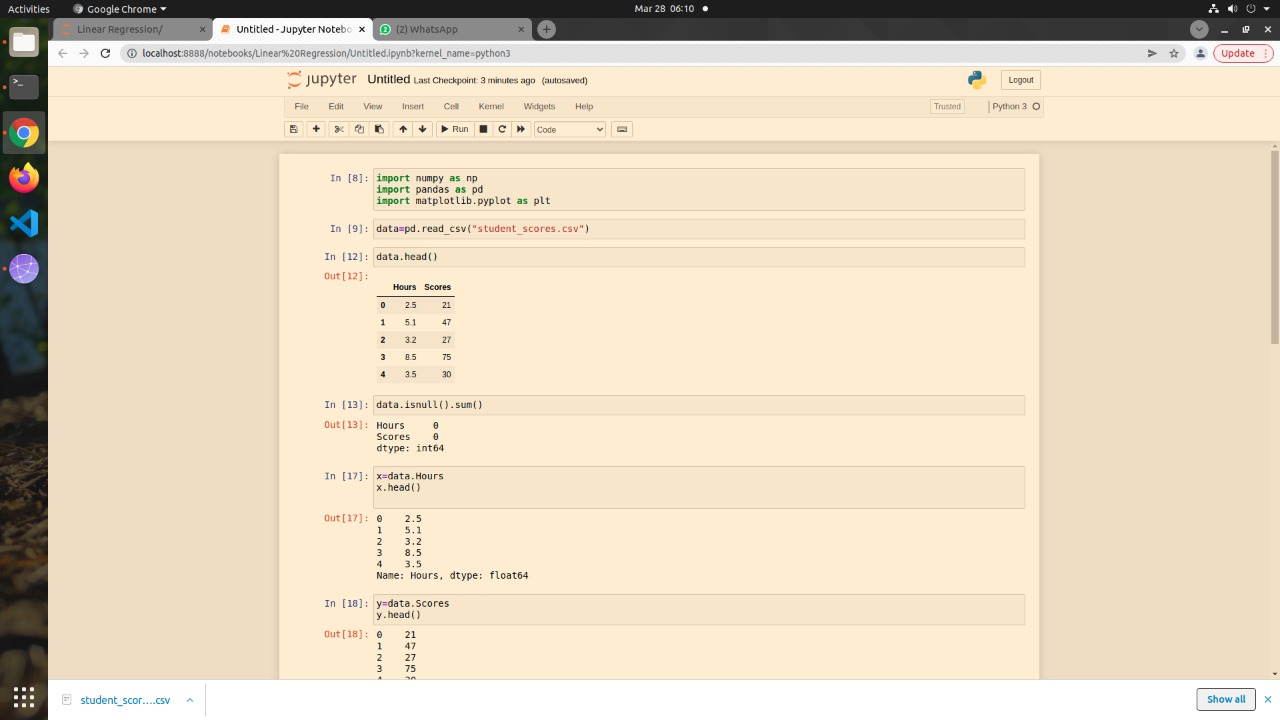 Activities
Google Chrome
Mar 28 06:10
Linear Regression/
Untitled - Jupyter Notebo
(2) WhatsApp
localhost:8888/notebooks/Linear%20Regression/Untitled.ipynb?kernel_name=python3
Update
jupyter Untitled Last Checkpoint: 3 minutes ago (autosaved)
Logout
File Edit View Insert Cell Kernel Widgets Help
Trusted
Python 3
Run
Code
In [8]: import numpy as np
import pandas as pd
import matplotlib.pyplot as plt
In [9]: data=pd.read_csv("student_scores.csv")
In [12]: data.head()
Out[12]:
Hours Scores
0 2.5 21
1 5.1 47
2 3.2 27
3 8.5 75
4 3.5 30
In [13]: data.isnull().sum()
Out[13]: Hours 0
Scores 0
dtype: int64
In [17]: x=data.Hours
x.head()
Out[17]: 0 2.5
1 5.1
2 3.2
3 8.5
4 3.5
Name: Hours, dtype: float64
In [18]: y=data.Scores
y.head()
Out[18]: 0 21
1 47
2 27
3 75
4 30
student_scor....csv
Show all